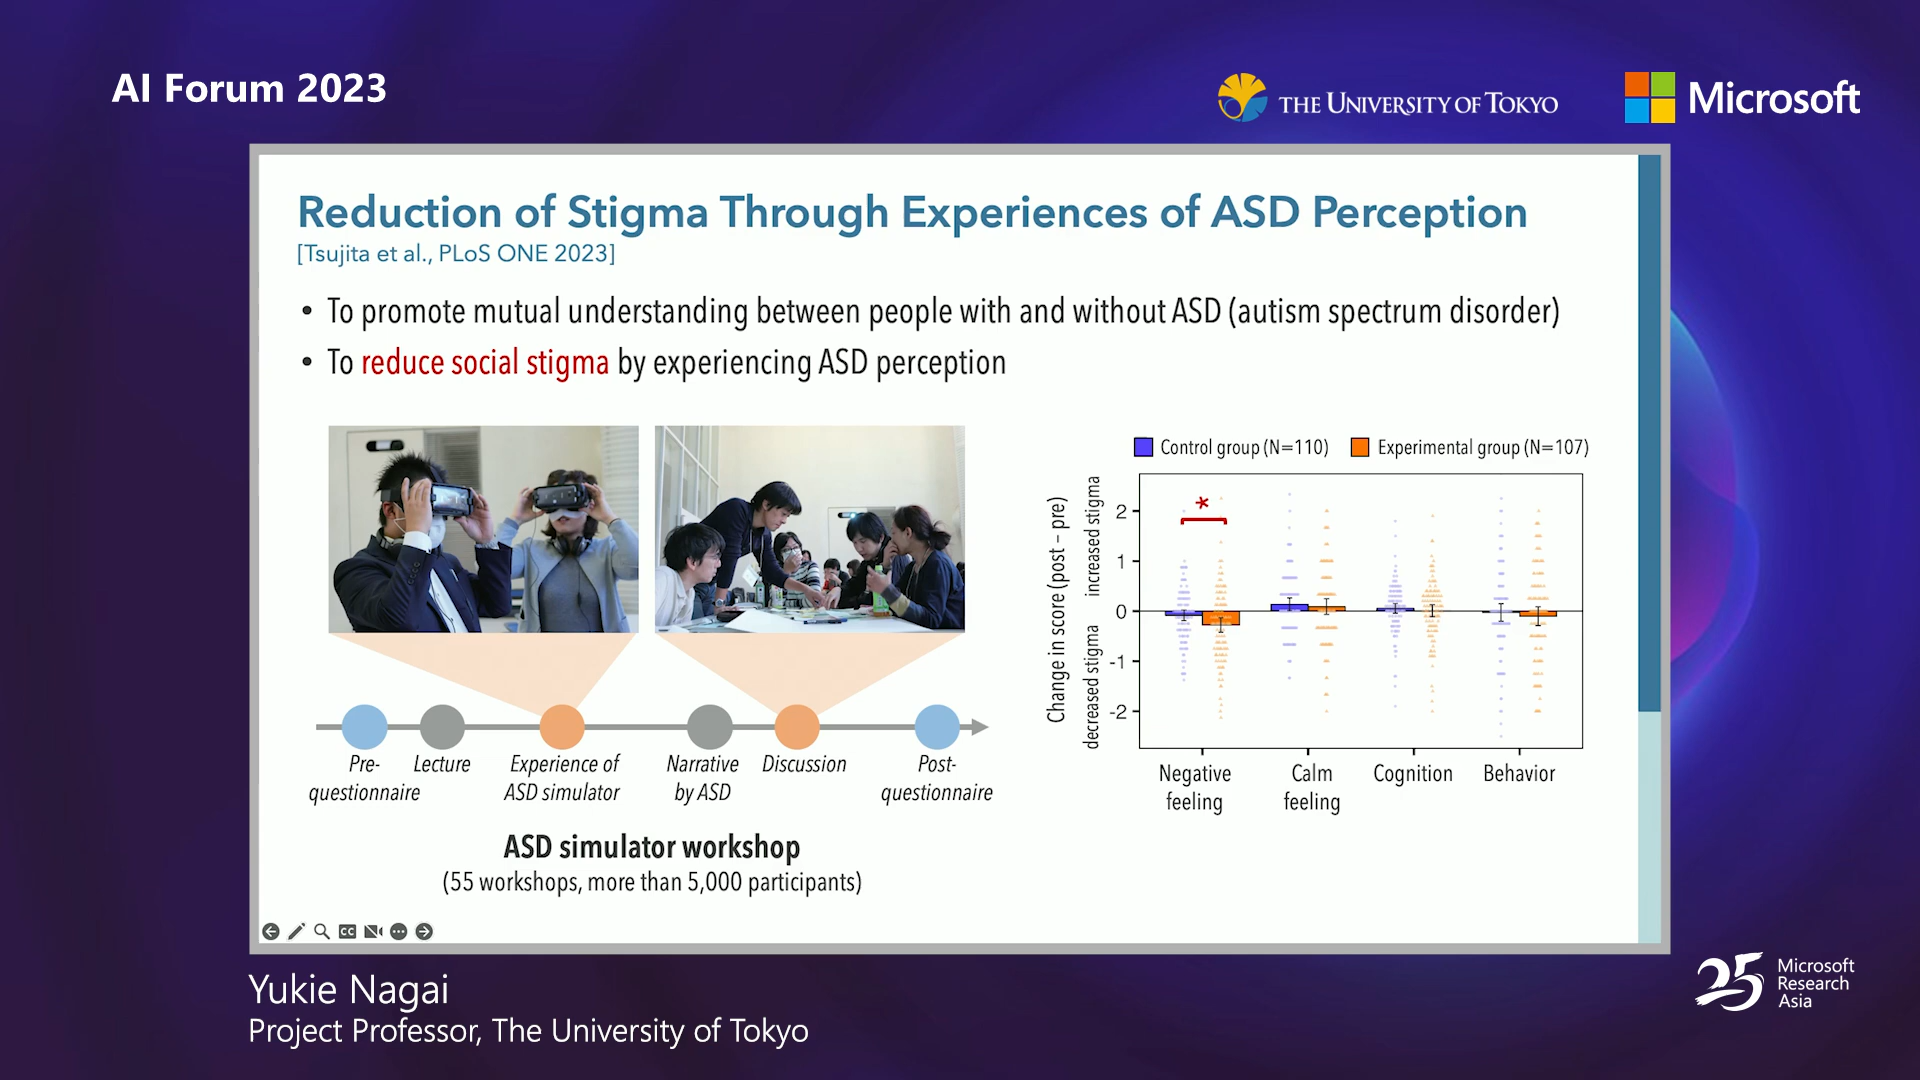 AI Forum 2023
THE UNIVERSITY OF TOKYO
Microsoft
Reduction of Stigma Through Experiences of ASD Perception
[Tsujita et al., PLoS ONE 2023]
• To promote mutual understanding between people with and without ASD (autism spectrum disorder)
• To reduce social stigma by experiencing ASD perception
Pre-
questionnaire
Lecture
Experience of
ASD simulator
Narrative
by ASD
Discussion
Post-
questionnaire
ASD simulator workshop
(55 workshops, more than 5,000 participants)
Control group (N=110)
Experimental group (N=107)
Change in score (post – pre)
decreased stigma
increased stigma
2
1
0
-1
-2
*
Negative
feeling
Calm
feeling
Cognition
Behavior
CC
Yukie Nagai
Project Professor, The University of Tokyo
25
Microsoft
Research
Asia